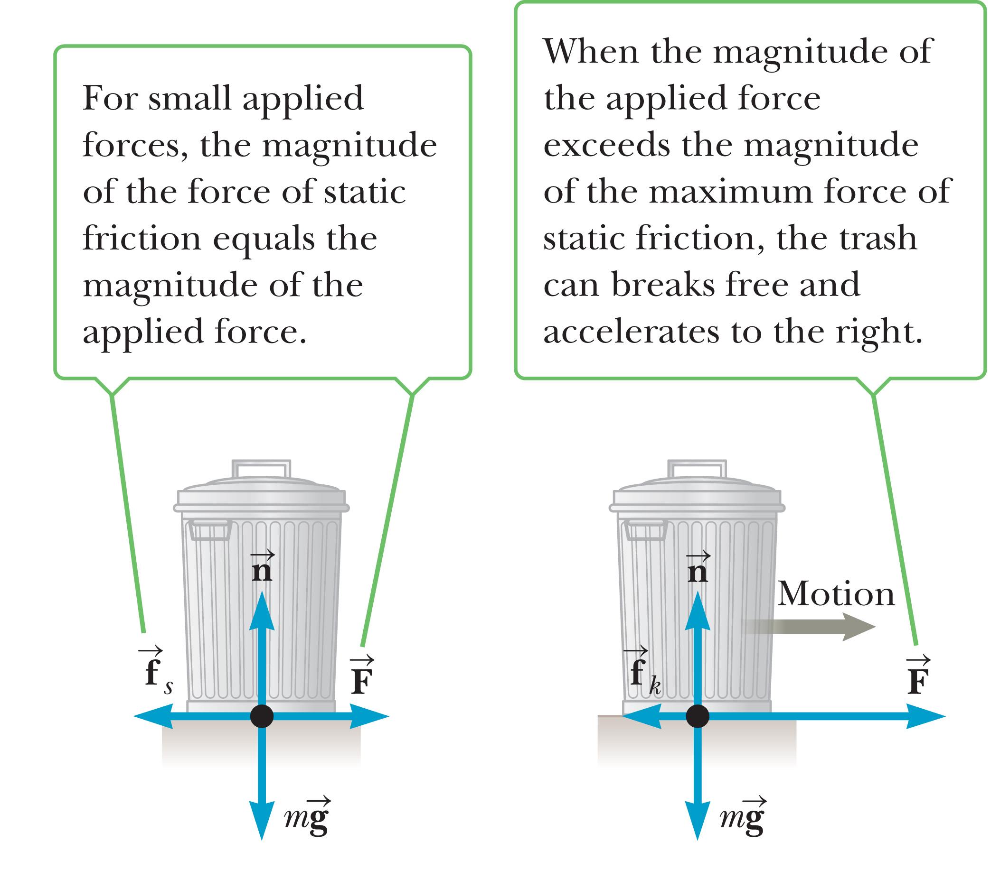 For small applied
forces, the magnitude
of the force of static
friction equals the
magnitude of the
applied force.
When the magnitude of
the applied force
exceeds the magnitude
of the maximum force of
static friction, the trash
can breaks free and
accelerates to the right.
n⃗
f⃗s
F⃗
mg⃗
n⃗
Motion
f⃗k
F⃗
mg⃗